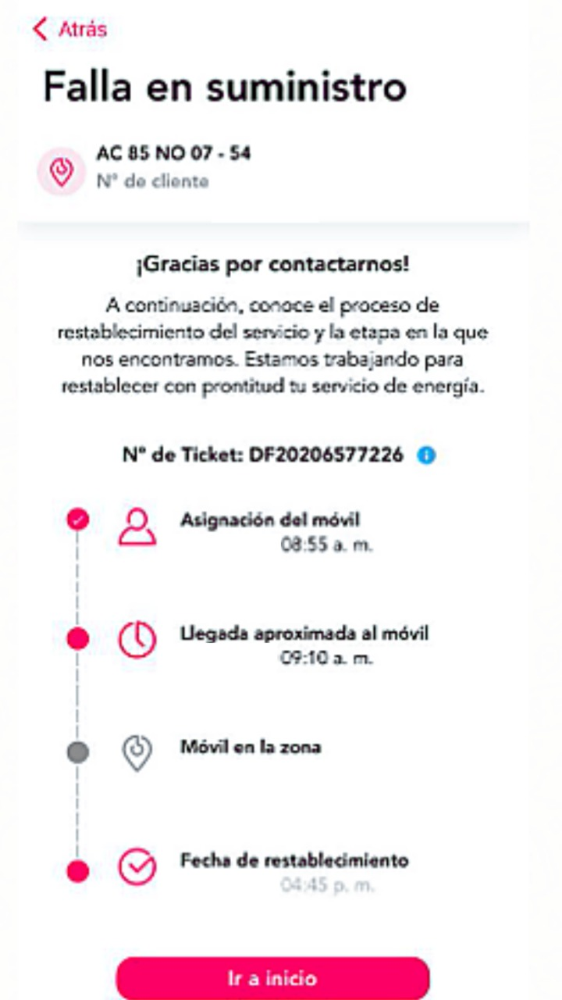 Atrás
Falla en suministro
AC 85 NO 07 - 54
N° de cliente
¡Gracias por contactarnos!
A continuación, conoce el proceso de
restablecimiento del servicio y la etapa en la que
nos encontramos. Estamos trabajando para
restablecer con prontitud tu servicio de energía.
N° de Ticket: DF20206577226
Asignación del móvil
08:55 a. m.
Llegada aproximada al móvil
09:10 a. m.
Móvil en la zona
Fecha de restablecimiento
04:45 p. m.
Ir a inicio